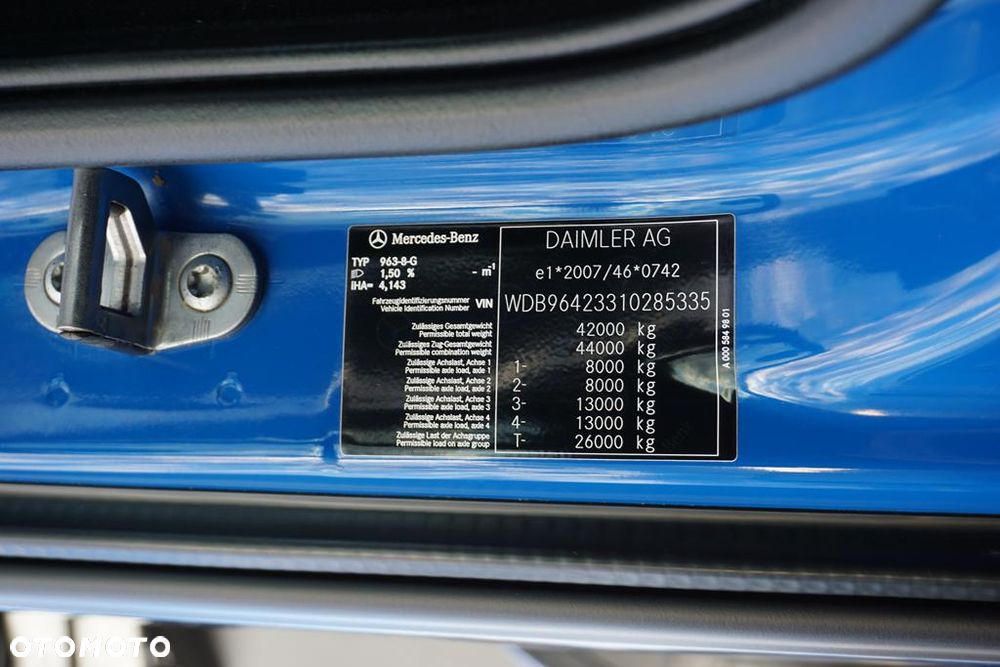 Mercedes-Benz
TYP 963-8-G
1,50 % - m⁻¹
IHA= 4,143
DAIMLER AG
e1*2007/46*0742
Fahrzeugidentifizierungsnummer
Vehicle Identification Number VIN WDB96423310285335
Zulässiges Gesamtgewicht
Permissible total weight 42000 kg
Zulässiges Zug-Gesamtgewicht
Permissible combination weight 44000 kg
Zulässige Achslast, Achse 1
Permissible axle load, axle 1 1- 8000 kg
Zulässige Achslast, Achse 2
Permissible axle load, axle 2 2- 8000 kg
Zulässige Achslast, Achse 3
Permissible axle load, axle 3 3- 13000 kg
Zulässige Achslast, Achse 4
Permissible axle load, axle 4 4- 13000 kg
Zulässige Last der Achsgruppe
Permissible load on axle group T- 26000 kg
A 000 584 98 01
OTOMOTO